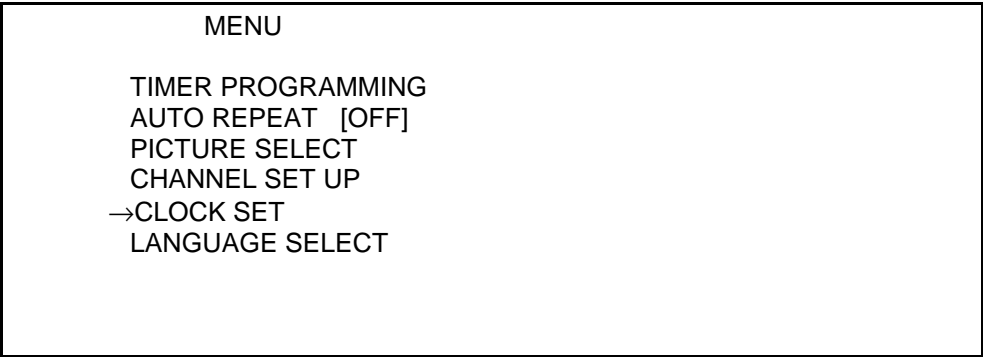 MENU
TIMER PROGRAMMING
AUTO REPEAT [OFF]
PICTURE SELECT
CHANNEL SET UP
→CLOCK SET
LANGUAGE SELECT